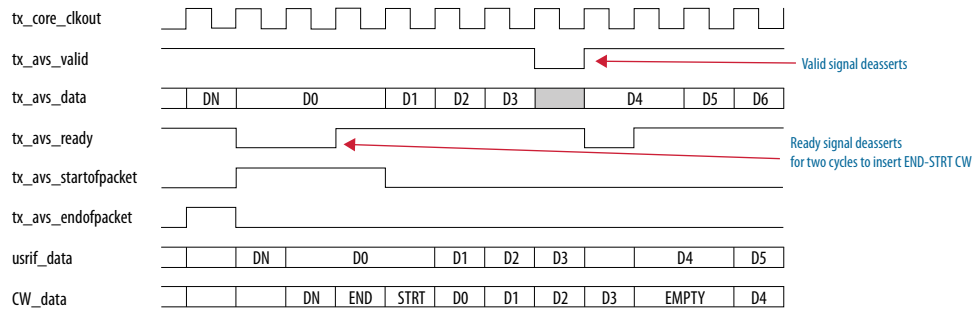 tx_core_clkout
tx_avs_valid
Valid signal deasserts
tx_avs_data DN D0 D1 D2 D3 D4 D5 D6
tx_avs_ready
Ready signal deasserts
for two cycles to insert END-STRT CW
tx_avs_startofpacket
tx_avs_endofpacket
usrif_data DN D0 D1 D2 D3 D4 D5
CW_data DN END STRT D0 D1 D2 D3 EMPTY D4